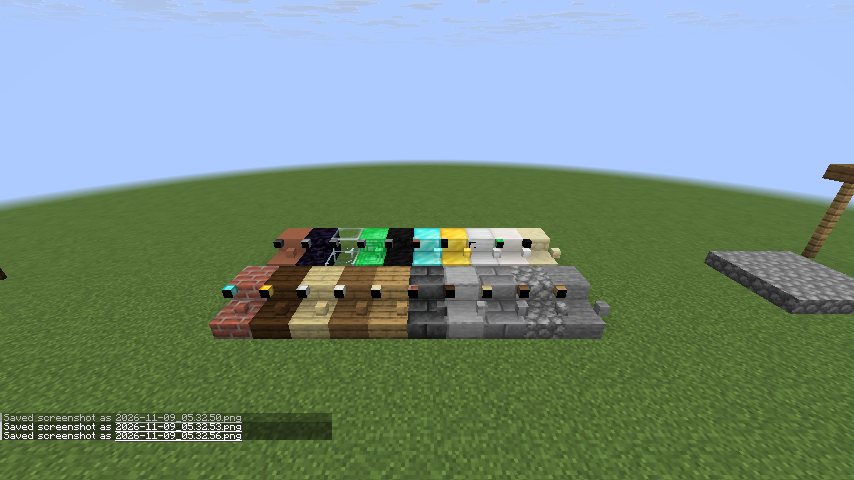 Saved screenshot as 2026-11-09_05.32.50.png
Saved screenshot as 2026-11-09_05.32.53.png
Saved screenshot as 2026-11-09_05.32.56.png